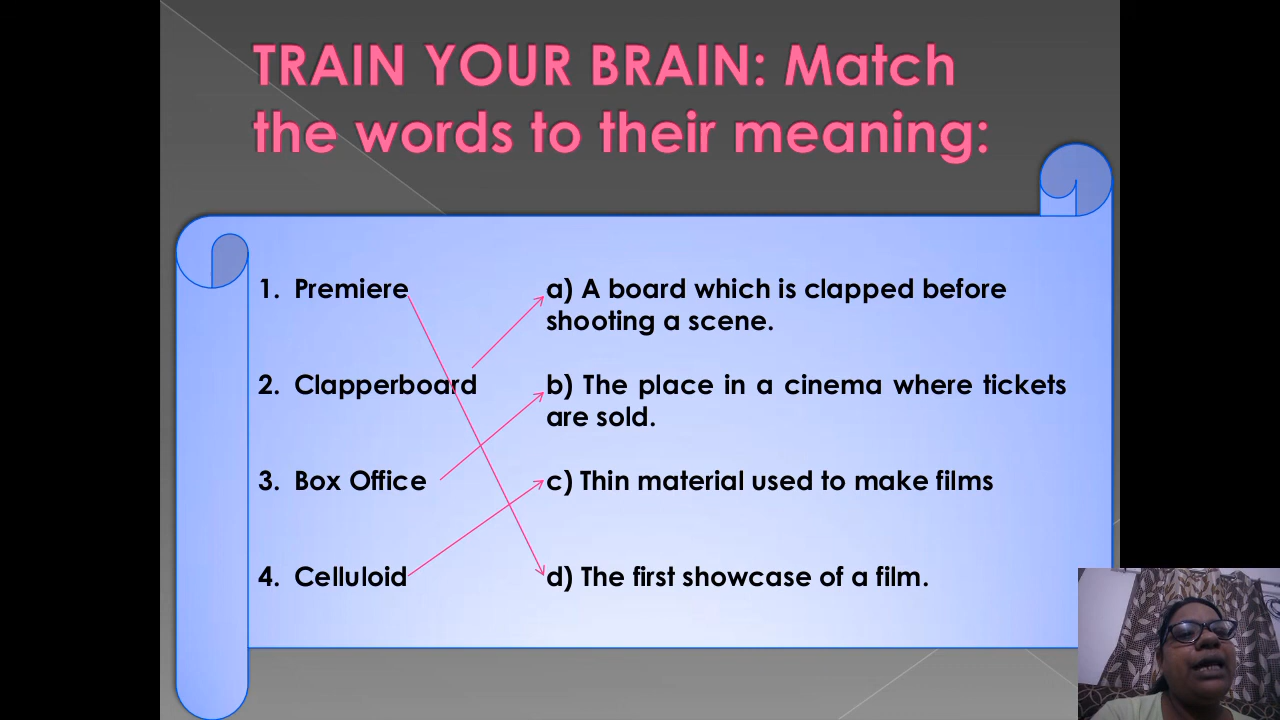 TRAIN YOUR BRAIN: Match
the words to their meaning:
1. Premiere
a) A board which is clapped before
shooting a scene.
2. Clapperboard
b) The place in a cinema where tickets
are sold.
3. Box Office
c) Thin material used to make films
4. Celluloid
d) The first showcase of a film.